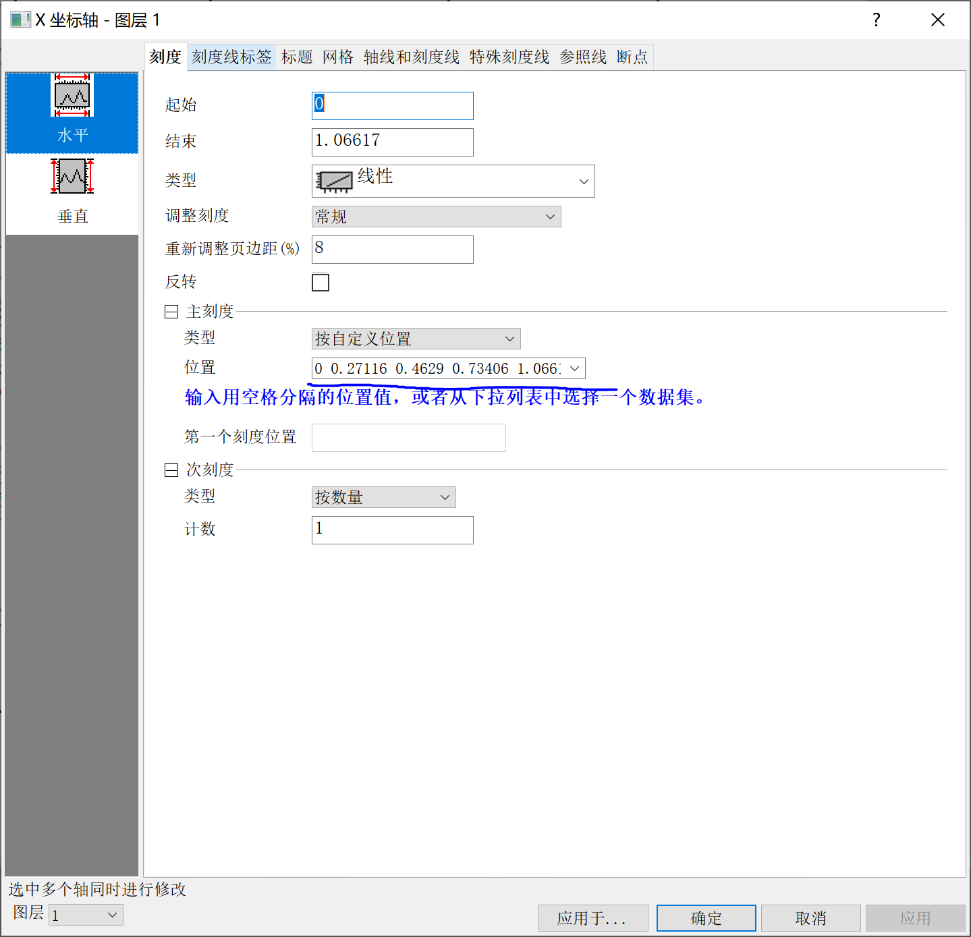 X 坐标轴 - 图层 1
?
刻度 刻度线标签 标题 网格 轴线和刻度线 特殊刻度线 参照线 断点
水平
垂直
起始 0
结束 1.06617
类型 线性
调整刻度 常规
重新调整页边距(%) 8
反转
主刻度
类型 按自定义位置
位置 0 0.27116 0.4629 0.73406 1.066
输入用空格分隔的位置值，或者从下拉列表中选择一个数据集。
第一个刻度位置
次刻度
类型 按数量
计数 1
选中多个轴同时进行修改
图层 1
应用于... 确定 取消 应用